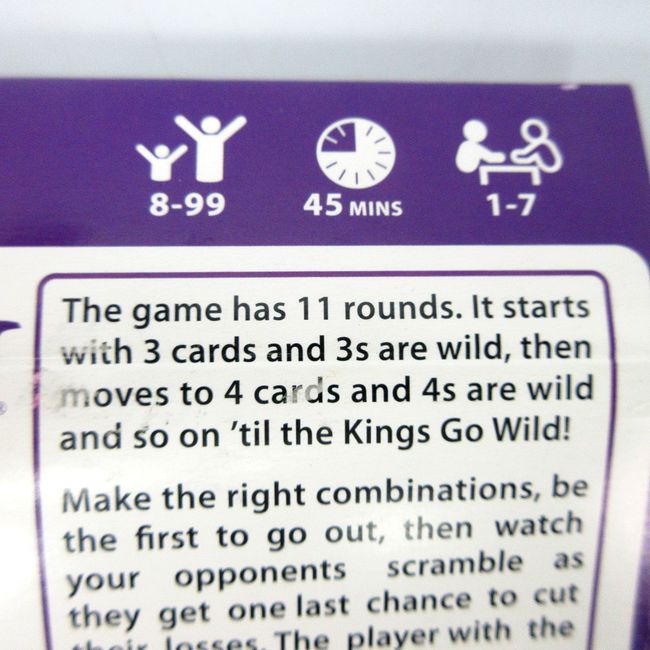 8-99
45 MINS
1-7
The game has 11 rounds. It starts
with 3 cards and 3s are wild, then
moves to 4 cards and 4s are wild
and so on 'til the Kings Go Wild!
Make the right combinations, be
the first to go out, then watch
your opponents scramble as
they get one last chance to cut
their losses. The player with the